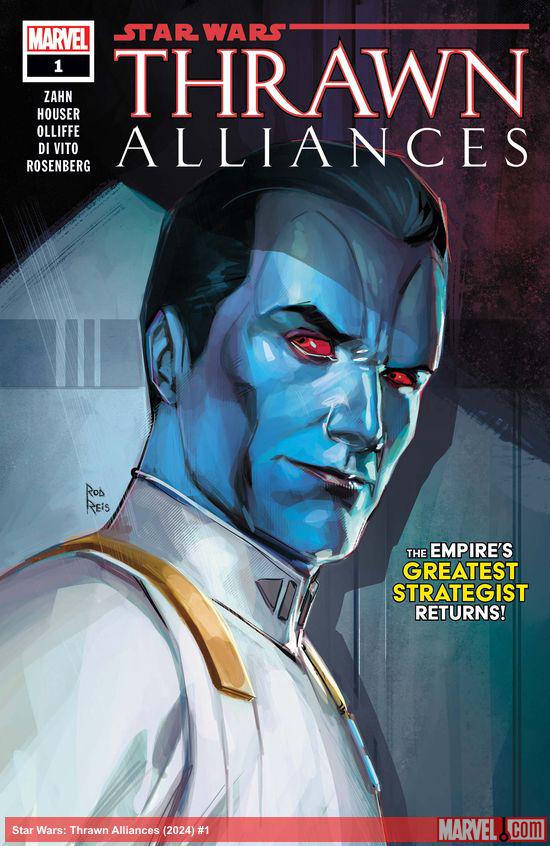 MARVEL
1
ZAHN
HOUSER
OLLIFFE
DI VITO
ROSENBERG
STAR WARS
THRAWN
ALLIANCES
ROD
REIS
THE EMPIRE'S
GREATEST
STRATEGIST
RETURNS!
Star Wars: Thrawn Alliances (2024) #1
MARVEL.com